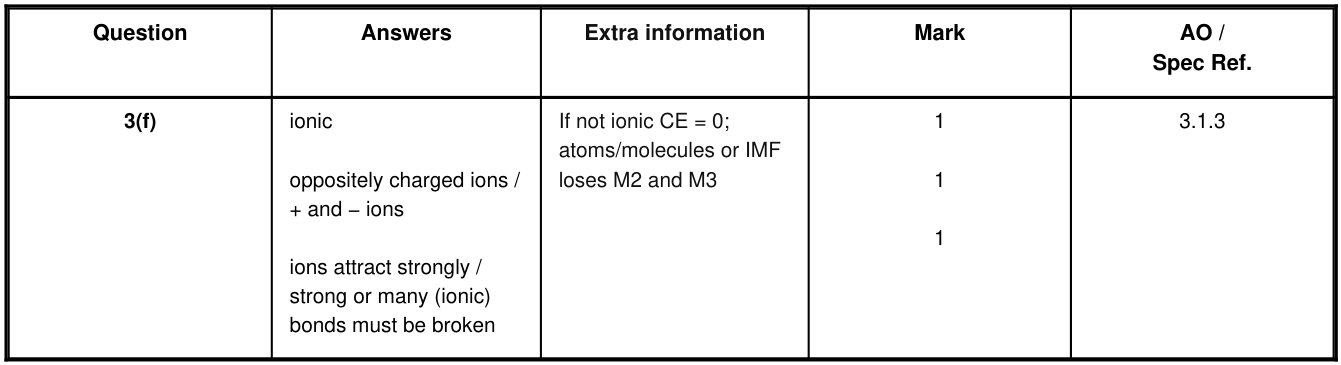 Question Answers Extra information Mark AO /
Spec Ref.
3(f) ionic If not ionic CE = 0; 1 3.1.3
atoms/molecules or IMF
oppositely charged ions / loses M2 and M3 1
+ and – ions
1
ions attract strongly /
strong or many (ionic)
bonds must be broken